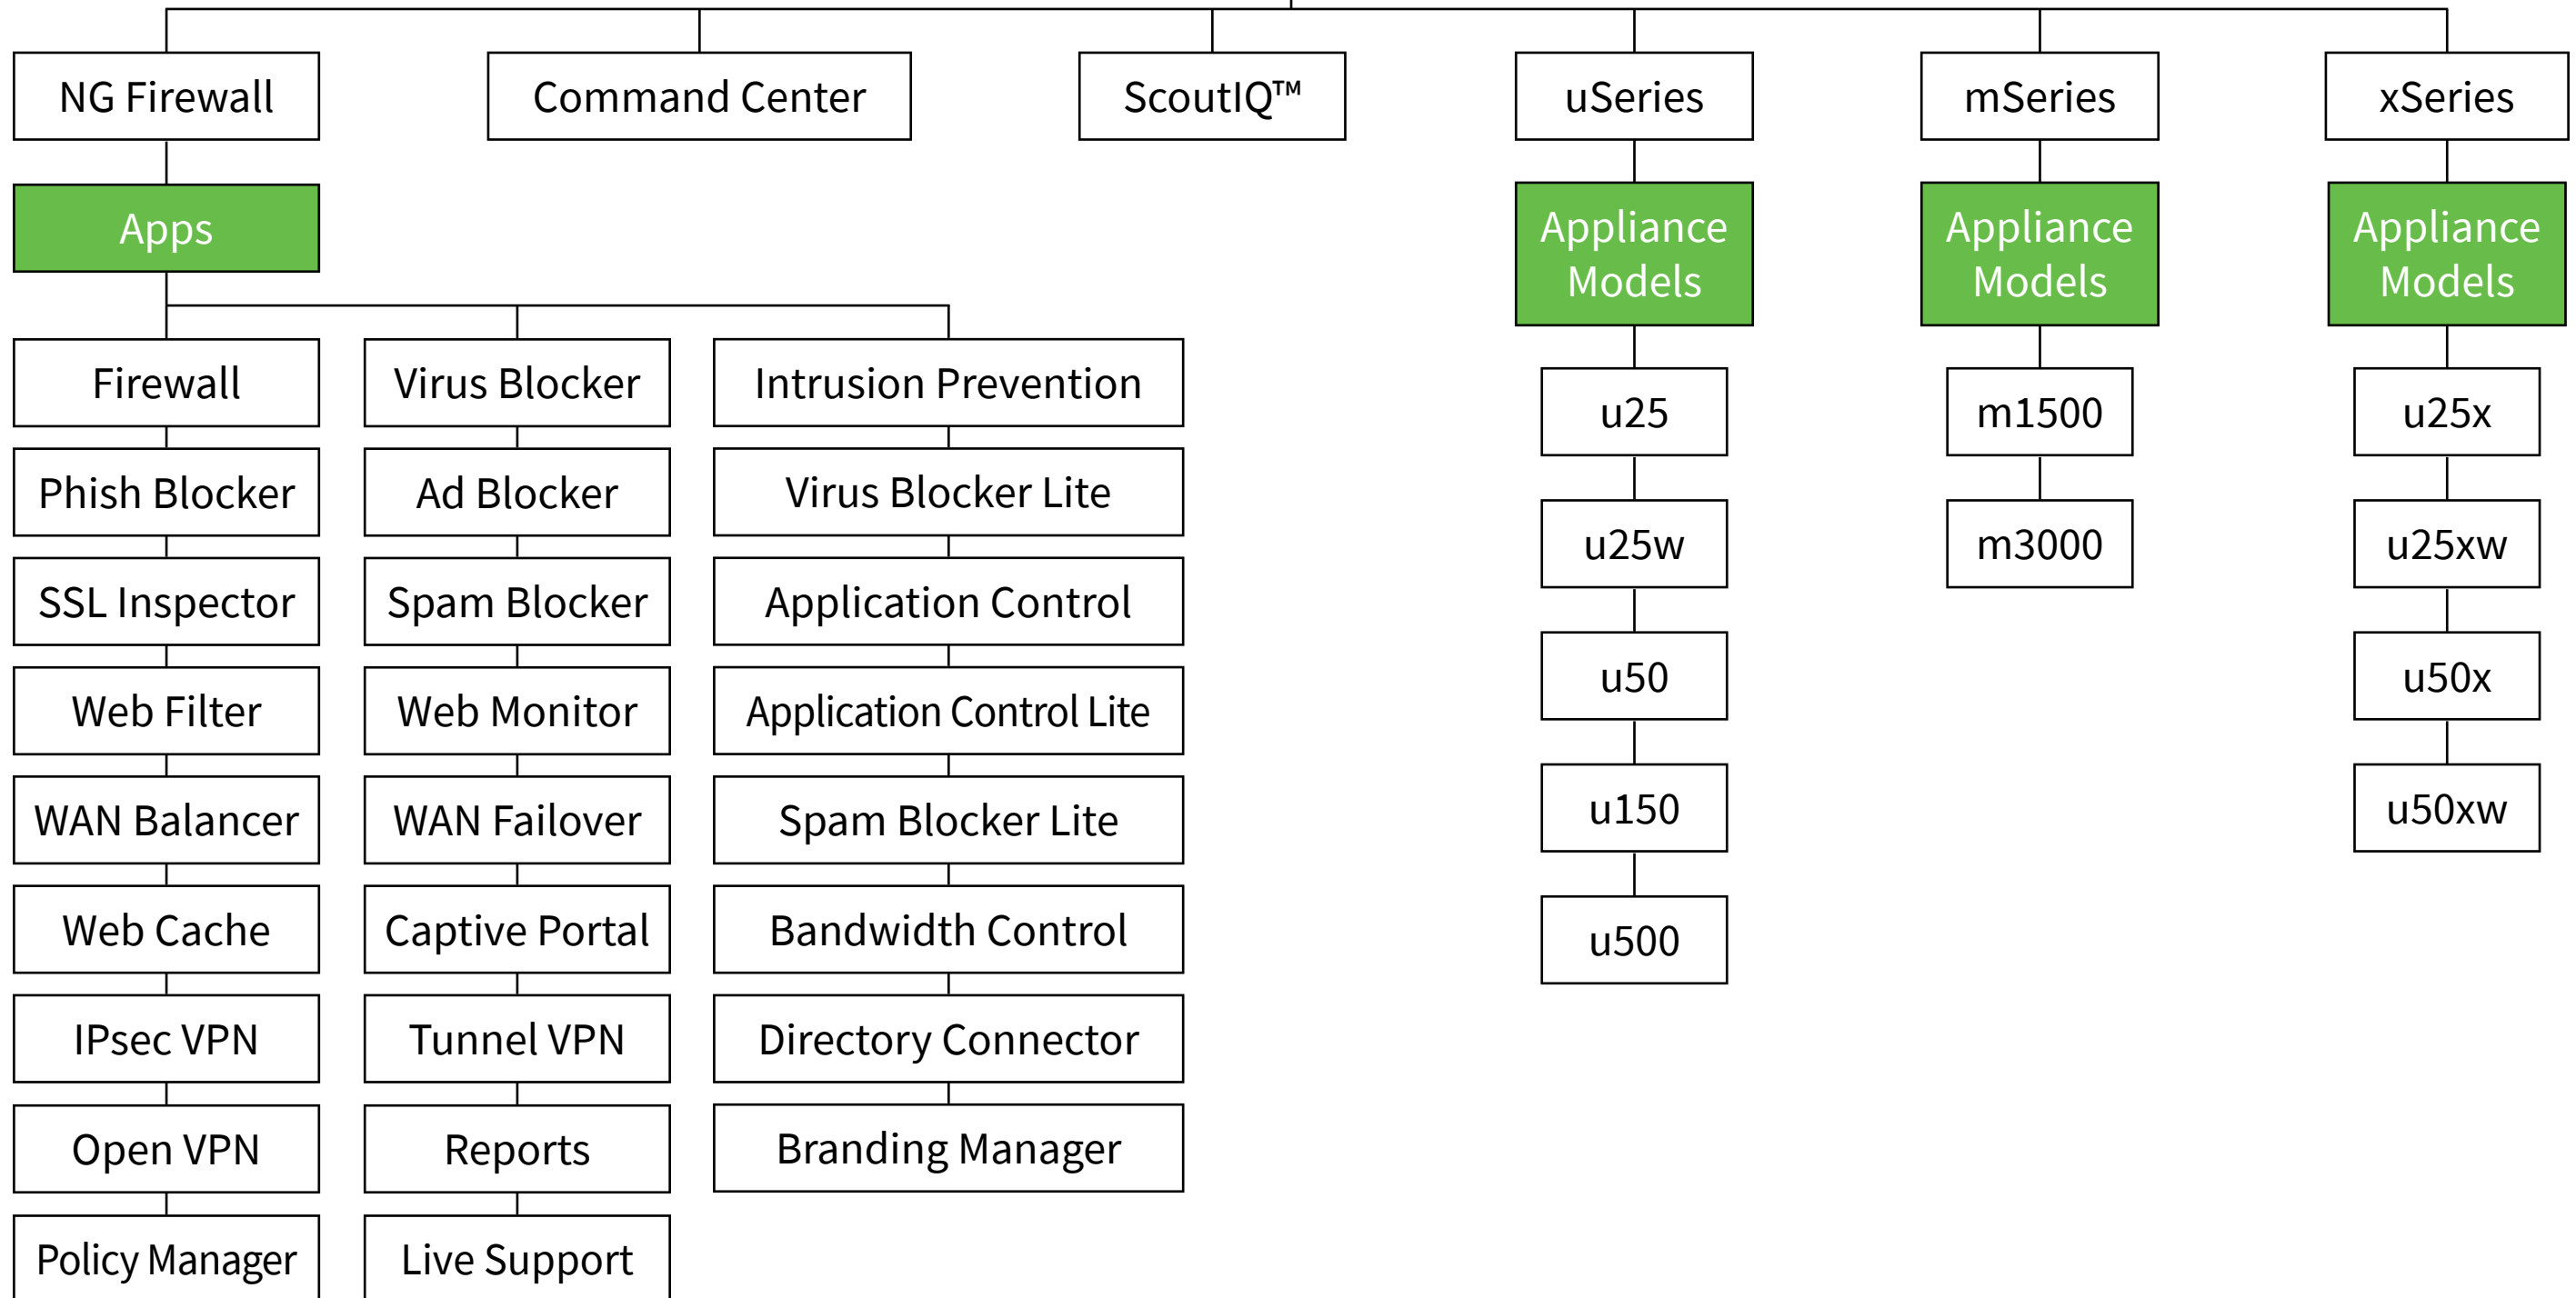 NG Firewall
Command Center
ScoutIQ™
uSeries
mSeries
xSeries
Apps
Appliance
Models
Appliance
Models
Appliance
Models
Firewall
Virus Blocker
Intrusion Prevention
u25
m1500
u25x
Phish Blocker
Ad Blocker
Virus Blocker Lite
u25w
m3000
u25xw
SSL Inspector
Spam Blocker
Application Control
u50
u50x
Web Filter
Web Monitor
Application Control Lite
u150
u50xw
WAN Balancer
WAN Failover
Spam Blocker Lite
Web Cache
Captive Portal
Bandwidth Control
u500
IPsec VPN
Tunnel VPN
Directory Connector
Open VPN
Reports
Branding Manager
Policy Manager
Live Support